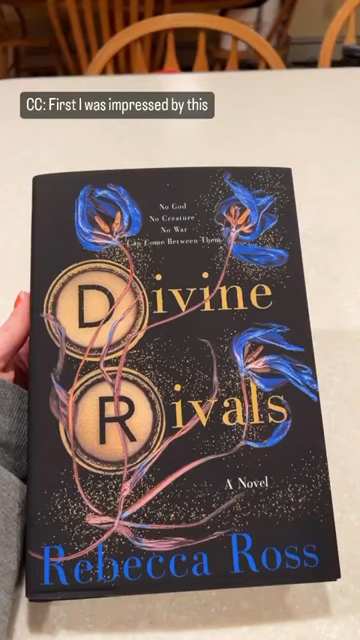 CC: First I was impressed by this
No God
No Creature
No War
Can Come Between Them
Divine
Rivals
A Novel
Rebecca Ross